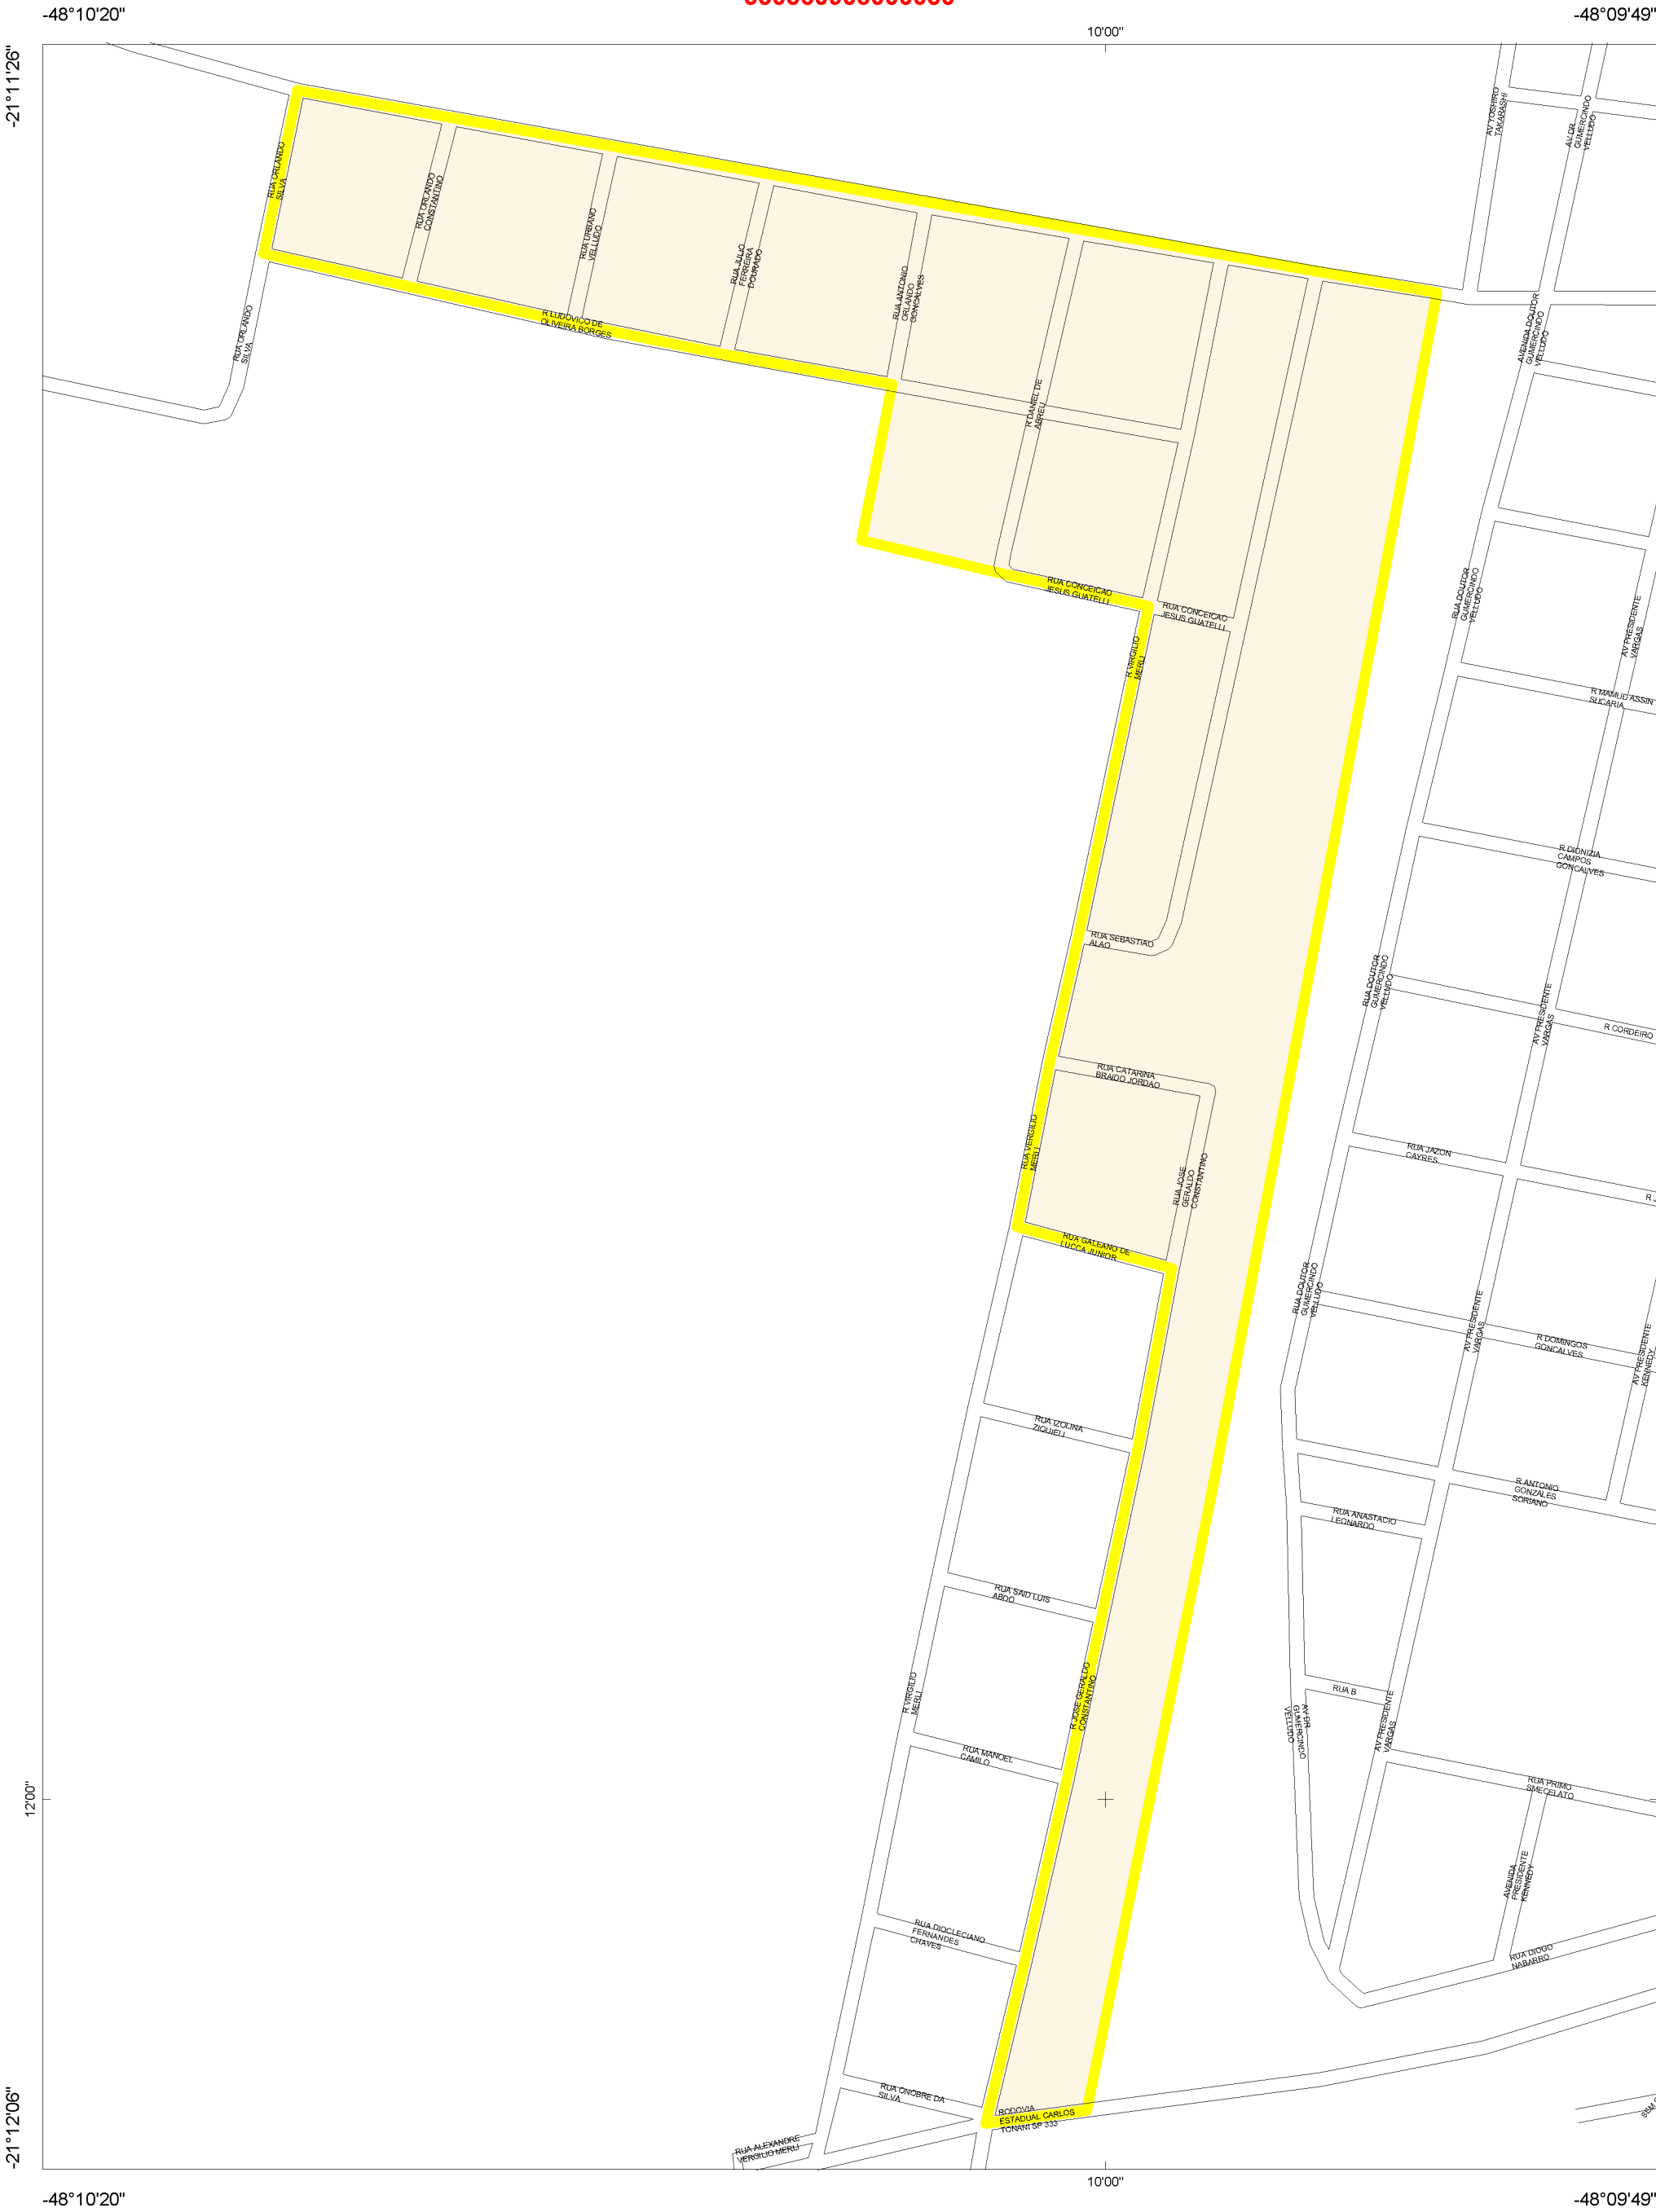 -48°10'20"
-48°09'49"
10'00"
-21°11'26"
AV YOSHIRO
TAKARASHI
AV DR
GUMERCINDO
VELLUDO
RUA ORLANDO
SILVA
RUA ORLANDO
CONSTANTINO
RUA URBANO
VELLUDO
RUA JULIO
FERREIRA
DOURADO
RUA ANTONIO
ORLANDO
GONCALVES
R LUDOVICO DE
OLIVEIRA BORGES
RUA ORLANDO
SILVA
AVENIDA DOUTOR
GUMERCINDO
VELLUDO
R DANIEL DE
ABREU
RUA CONCEICAO
JESUS GUATELLI
RUA CONCEICAO
JESUS GUATELLI
RUA DOUTOR
GUMERCINDO
VELLUDO
AV PRESIDENTE
VARGAS
R VIRGILIO
MERLI
R MAMUD ASSIN
SUCARIA
R DIONIZIA
CAMPOS
GONCALVES
RUA SEBASTIAO
ALAO
RUA DOUTOR
GUMERCINDO
VELLUDO
AV PRESIDENTE
VARGAS
R CORDEIRO
RUA CATARINA
BRAIDO JORDAO
RUA VERGILIO
MERLI
RUA JOSE
GERALDO
CONSTANTINO
RUA JAZON
CAYRES
R J
RUA GALEANO DE
LUCCA JUNIOR
RUA DOUTOR
GUMERCINDO
VELLUDO
AV PRESIDENTE
VARGAS
R DOMINGOS
GONCALVES
AV PRESIDENTE
KENNEDY
RUA IZOLINA
ZIQUIELI
R ANTONIO
GONZALES
SORIANO
RUA ANASTACIO
LEONARDO
RUA SAID LUIS
ABDO
R VIRGILIO
MERLI
R JOSE GERALDO
CONSTANTINO
RUA B
AV DR
GUMERCINDO
VELLUDO
AV PRESIDENTE
VARGAS
RUA MANOEL
CAMILO
RUA PRIMO
SMECELATO
12'00"
AVENIDA
PRESIDENTE
KENNEDY
RUA DIOCLECIANO
FERNANDES
CHAVES
RUA DIOGO
NABARRO
RUA ONOBRE DA
SILVA
RODOVIA
ESTADUAL CARLOS
TONANI SP 333
SEM
RUA ALEXANDRE
VERGILIO MERLI
-21°12'06"
10'00"
-48°10'20"
-48°09'49"